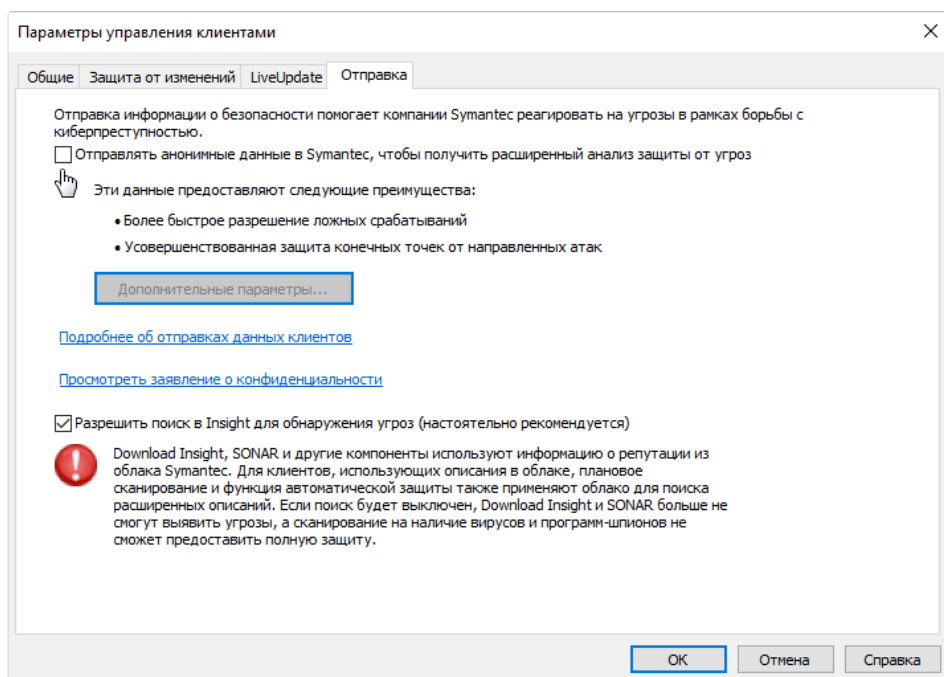 Параметры управления клиентами
Общие Защита от изменений LiveUpdate Отправка
Отправка информации о безопасности помогает компании Symantec реагировать на угрозы в рамках борьбы с
киберпреступностью.
Отправлять анонимные данные в Symantec, чтобы получить расширенный анализ защиты от угроз
Эти данные предоставляют следующие преимущества:
• Более быстрое разрешение ложных срабатываний
• Усовершенствованная защита конечных точек от направленных атак
Дополнительные параметры...
Подробнее об отправках данных клиентов
Просмотреть заявление о конфиденциальности
Разрешить поиск в Insight для обнаружения угроз (настоятельно рекомендуется)
Download Insight, SONAR и другие компоненты используют информацию о репутации из
облака Symantec. Для клиентов, использующих описания в облаке, плановое
сканирование и функция автоматической защиты также применяют облако для поиска
расширенных описаний. Если поиск будет выключен, Download Insight и SONAR больше не
смогут выявить угрозы, а сканирование на наличие вирусов и программ-шпионов не
сможет предоставить полную защиту.
ОК Отмена Справка